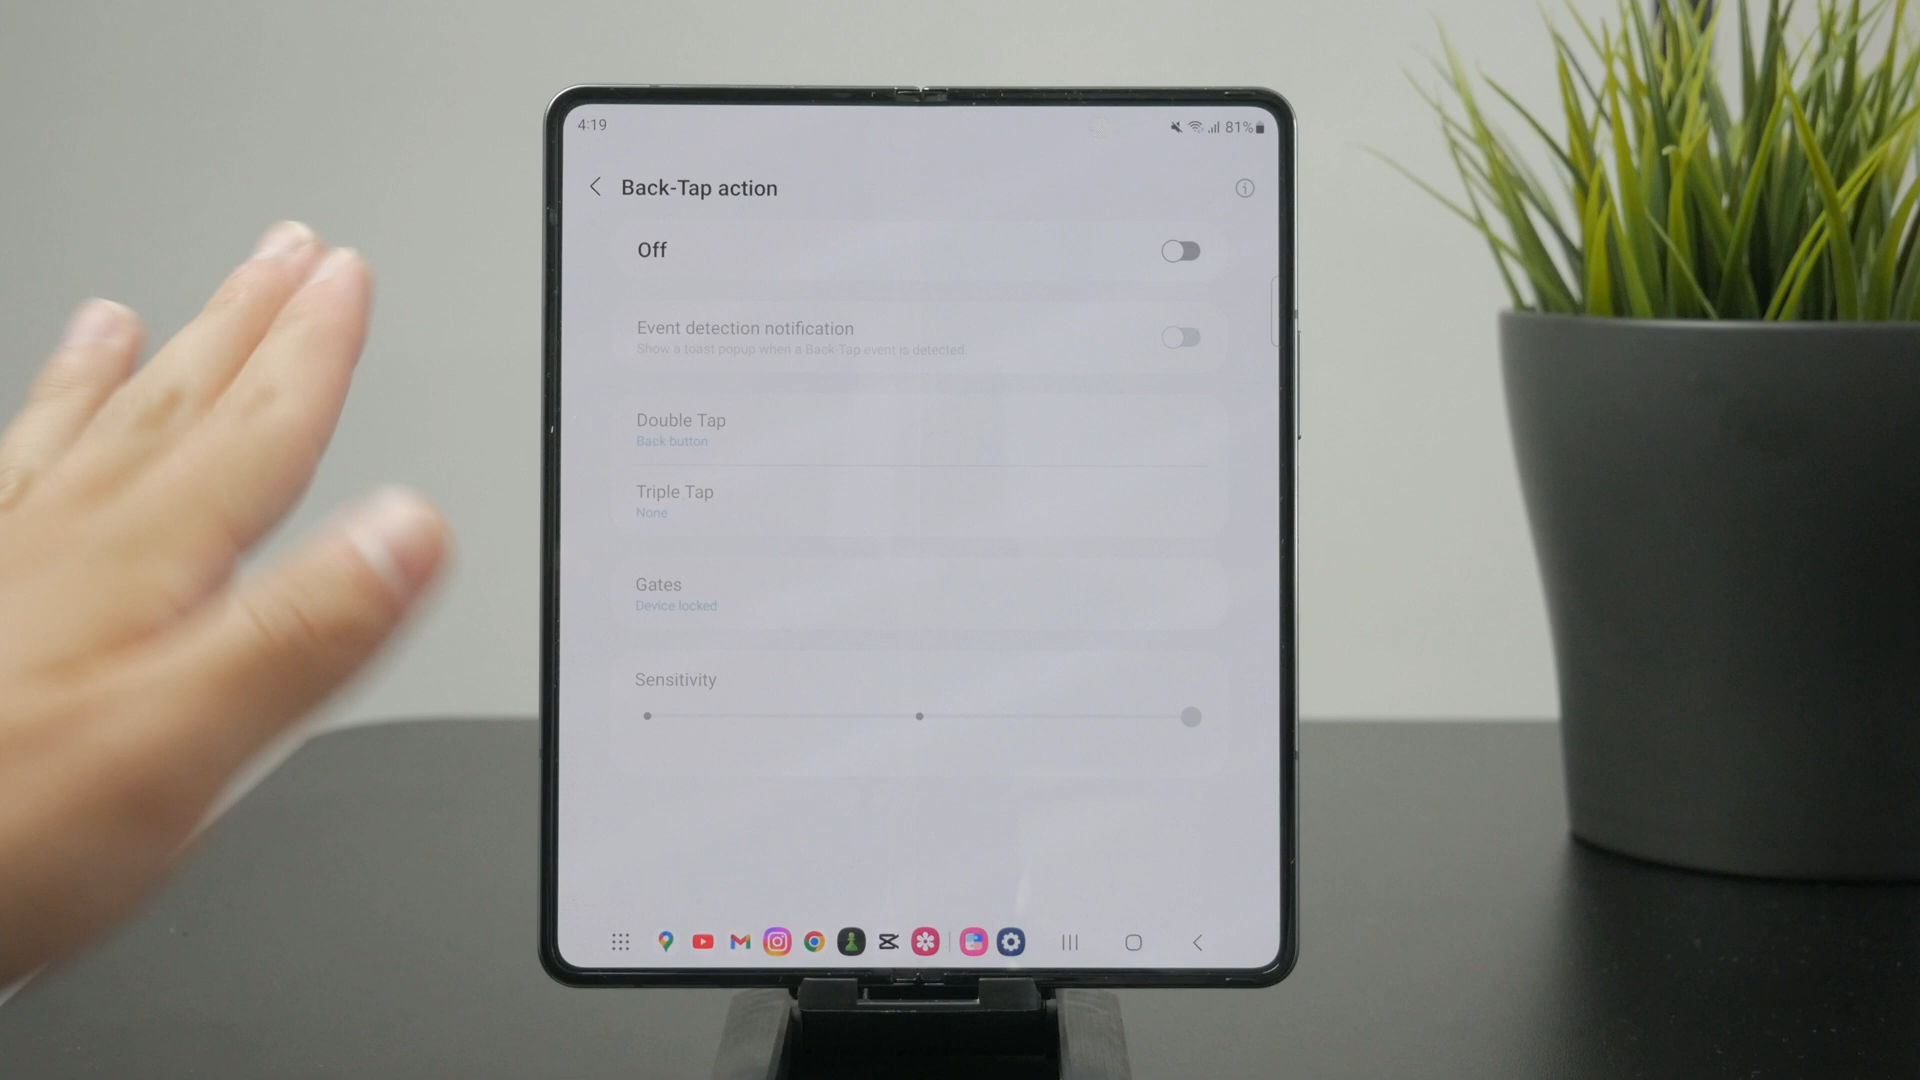 4:19
81%
Back-Tap action
Off
Event detection notification
Show a toast popup when a Back-Tap event is detected.
Double Tap
Back button
Triple Tap
None
Gates
Device locked
Sensitivity